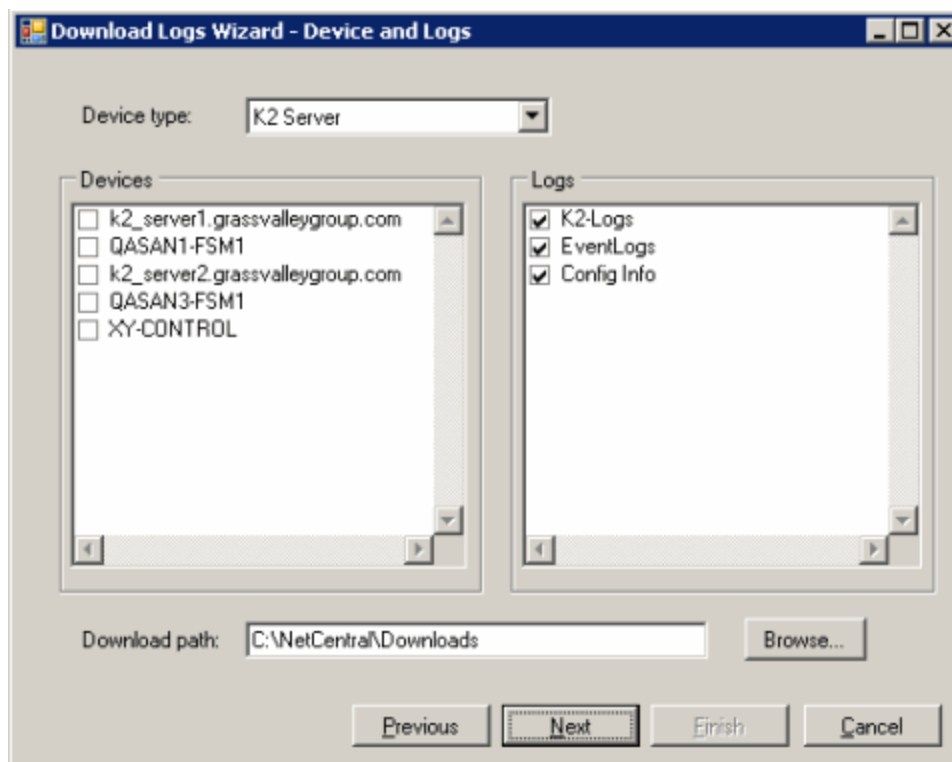 Download Logs Wizard - Device and Logs
Device type: K2 Server
Devices
k2_server1.grassvalleygroup.com
QASAN1-FSM1
k2_server2.grassvalleygroup.com
QASAN3-FSM1
XY-CONTROL
Logs
K2-Logs
EventLogs
Config Info
Download path: C:\NetCentral\Downloads Browse...
Previous Next Finish Cancel